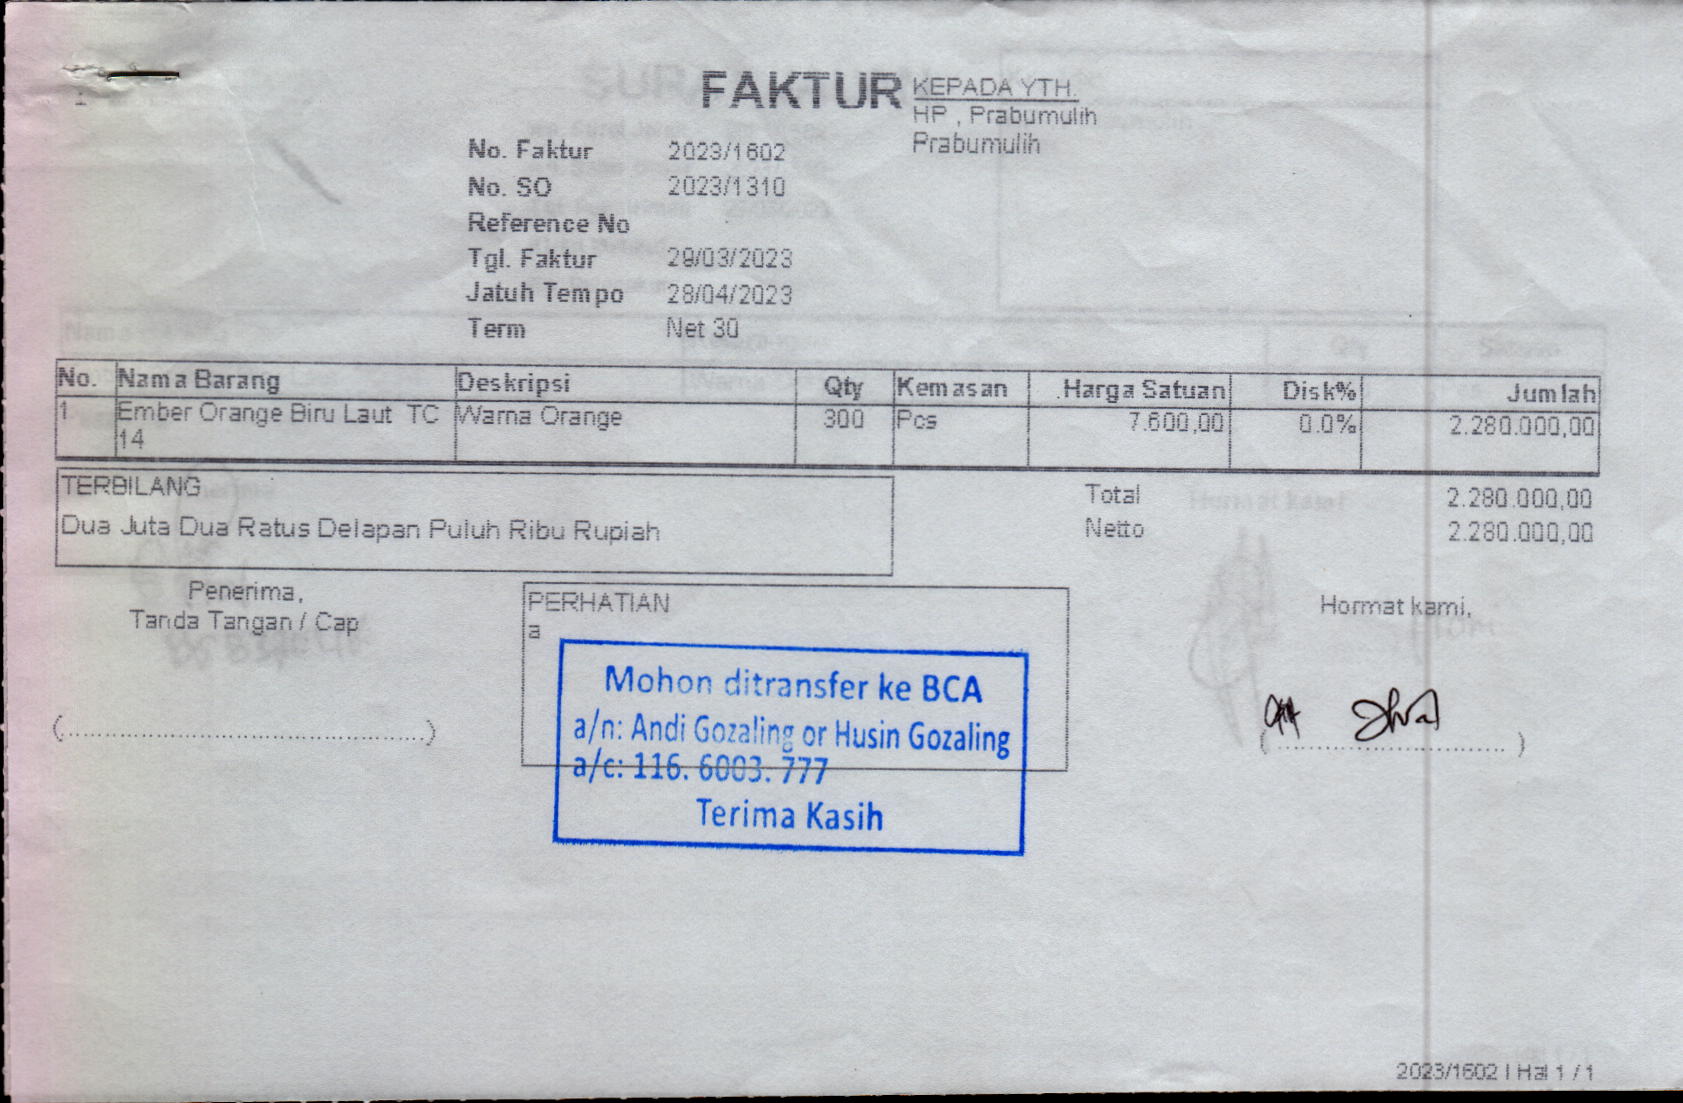 FAKTUR
KEPADA YTH.
HP , Prabumulih
Prabumulih
No. Faktur 2023/1602
No. SO 2023/1310
Reference No
Tgl. Faktur 29/03/2023
Jatuh Tempo 28/04/2023
Term Net 30
No. Nama Barang Deskripsi Qty Kemasan Harga Satuan Disk% Jumlah
1 Ember Orange Biru Laut TC Warna Orange 300 Pcs 7.600,00 0.0% 2.280.000,00
14
TERBILANG
Dua Juta Dua Ratus Delapan Puluh Ribu Rupiah
Total 2.280.000,00
Netto 2.280.000,00
Penerima,
Tanda Tangan / Cap
(............................................)
PERHATIAN
a
Mohon ditransfer ke BCA
a/n: Andi Gozaling or Husin Gozaling
a/c: 116. 6003. 777
Terima Kasih
Hormat kami,
(................................)
2023/1602 | Hal 1 / 1